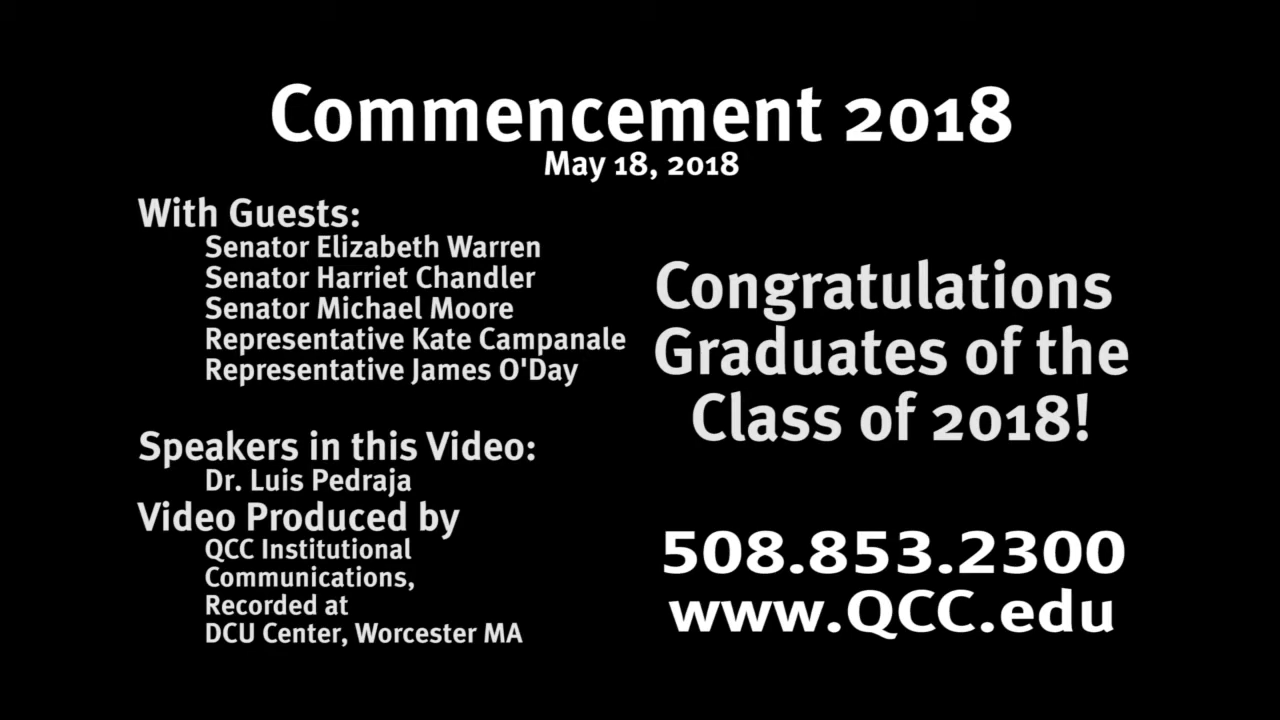 Commencement 2018
May 18, 2018
With Guests:
Senator Elizabeth Warren
Senator Harriet Chandler
Senator Michael Moore
Representative Kate Campanale
Representative James O'Day
Speakers in this Video:
Dr. Luis Pedraja
Video Produced by
QCC Institutional
Communications,
Recorded at
DCU Center, Worcester MA
Congratulations
Graduates of the
Class of 2018!
508.853.2300
www.QCC.edu